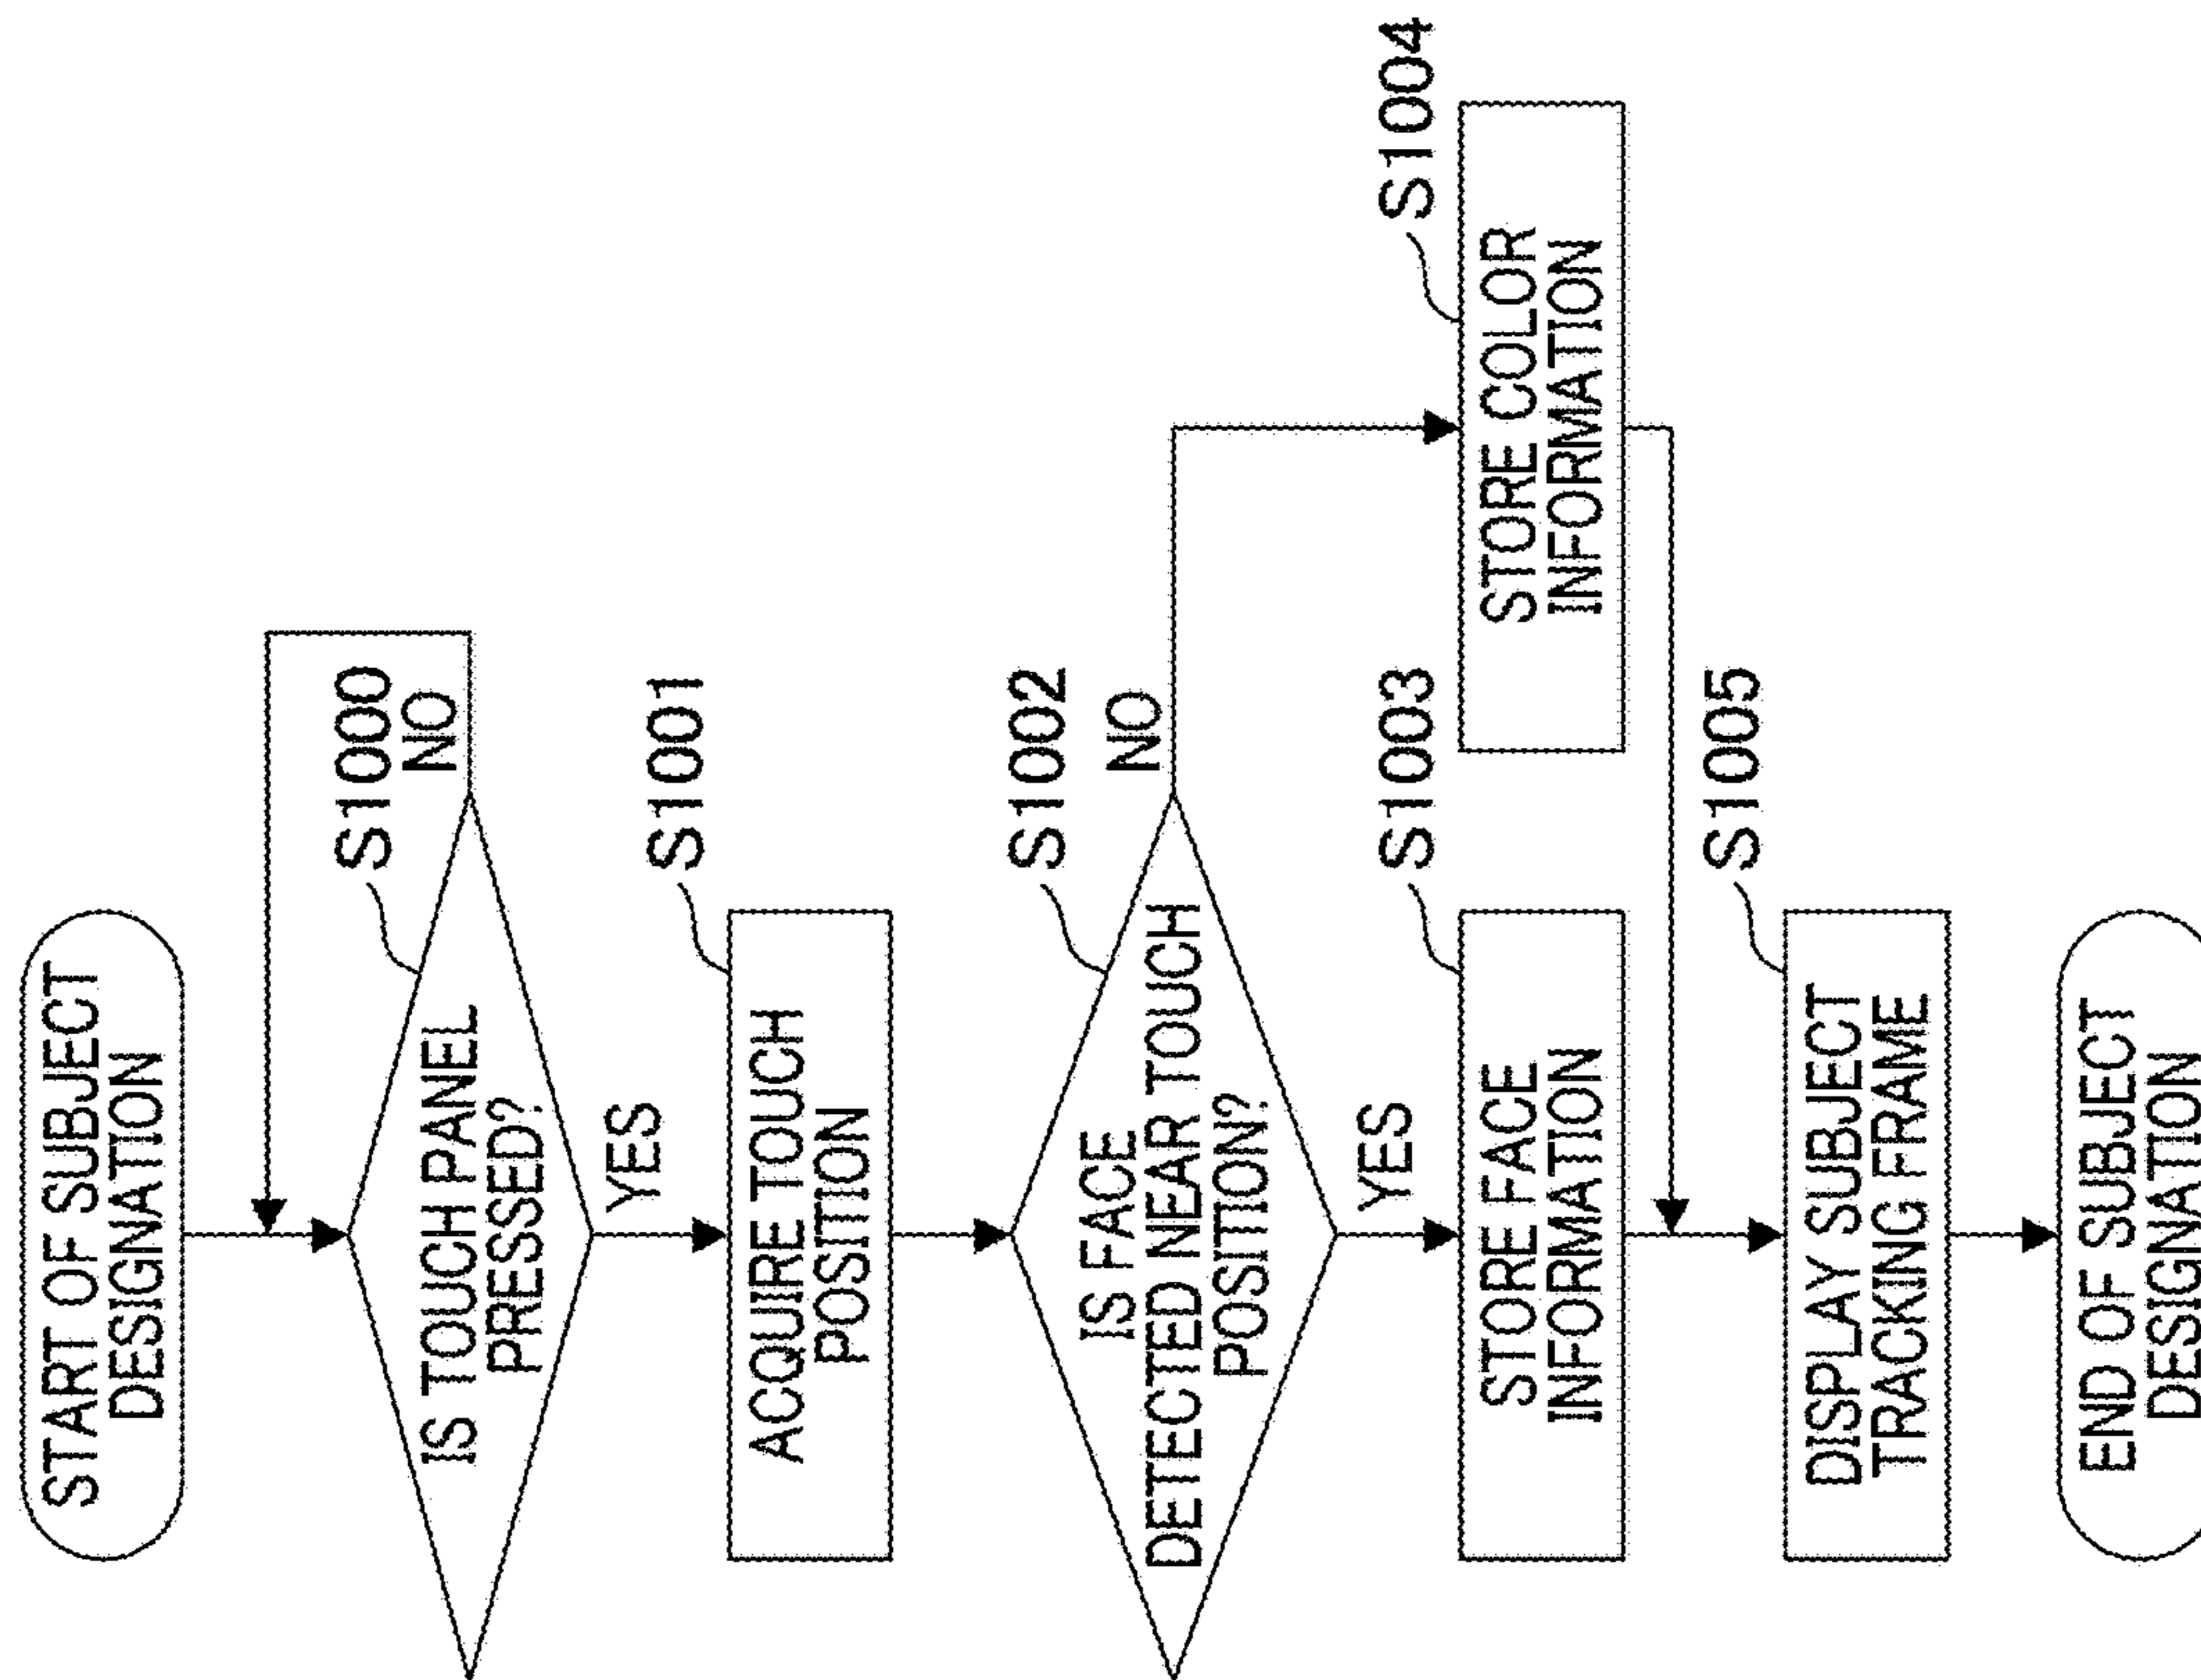 START OF SUBJECT
DESIGNATION
S1000
IS TOUCH PANEL
PRESSED?
NO
YES
S1001
ACQUIRE TOUCH
POSITION
S1002
IS FACE
DETECTED NEAR TOUCH
POSITION?
NO
YES
S1003
STORE FACE
INFORMATION
S1004
STORE COLOR
INFORMATION
S1005
DISPLAY SUBJECT
TRACKING FRAME
END OF SUBJECT
DESIGNATION